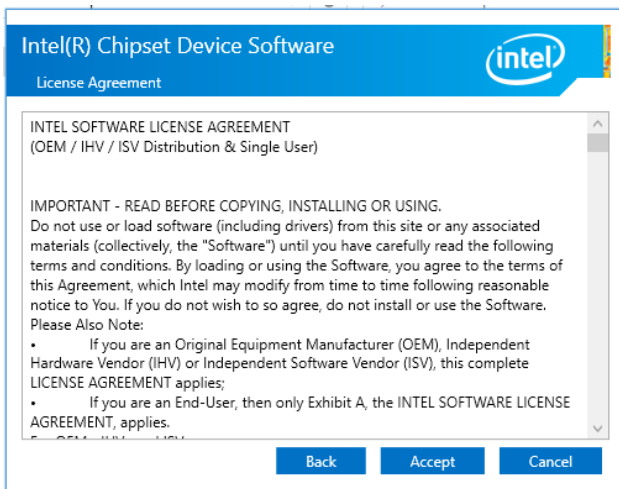 Intel(R) Chipset Device Software
License Agreement
intel
INTEL SOFTWARE LICENSE AGREEMENT
(OEM / IHV / ISV Distribution & Single User)
IMPORTANT - READ BEFORE COPYING, INSTALLING OR USING.
Do not use or load software (including drivers) from this site or any associated
materials (collectively, the "Software") until you have carefully read the following
terms and conditions. By loading or using the Software, you agree to the terms of
this Agreement, which Intel may modify from time to time following reasonable
notice to You. If you do not wish to so agree, do not install or use the Software.
Please Also Note:
• If you are an Original Equipment Manufacturer (OEM), Independent
Hardware Vendor (IHV) or Independent Software Vendor (ISV), this complete
LICENSE AGREEMENT applies;
• If you are an End-User, then only Exhibit A, the INTEL SOFTWARE LICENSE
AGREEMENT, applies.
Back Accept Cancel